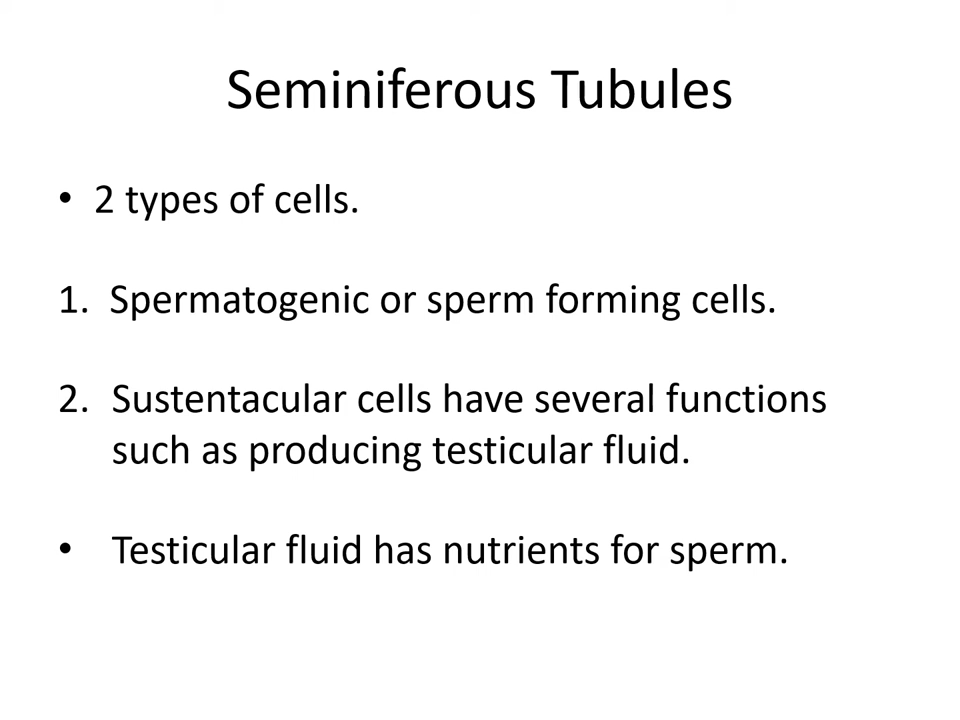 Seminiferous Tubules
• 2 types of cells.
1. Spermatogenic or sperm forming cells.
2. Sustentacular cells have several functions
such as producing testicular fluid.
• Testicular fluid has nutrients for sperm.